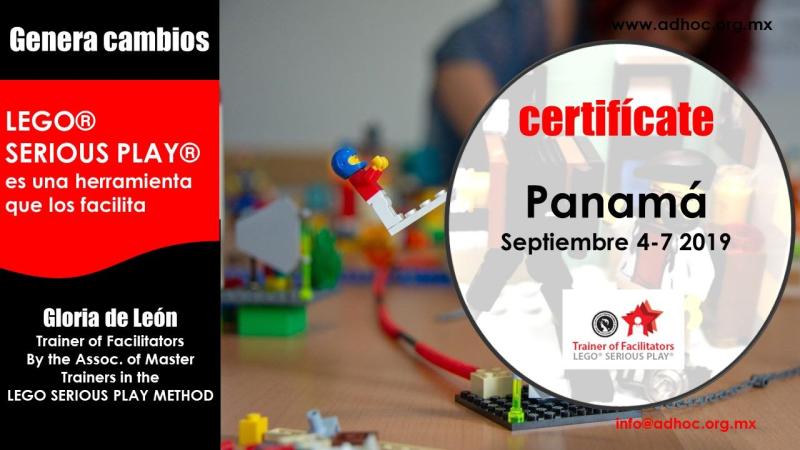 Genera cambios
LEGO®
SERIOUS PLAY®
es una herramienta
que los facilita
Gloria de León
Trainer of Facilitators
By the Assoc. of Master
Trainers in the
LEGO SERIOUS PLAY METHOD
www.adhoc.org.mx
certifícate
Panamá
Septiembre 4-7 2019
Trainer of Facilitators
LEGO® SERIOUS PLAY®
info@adhoc.org.mx